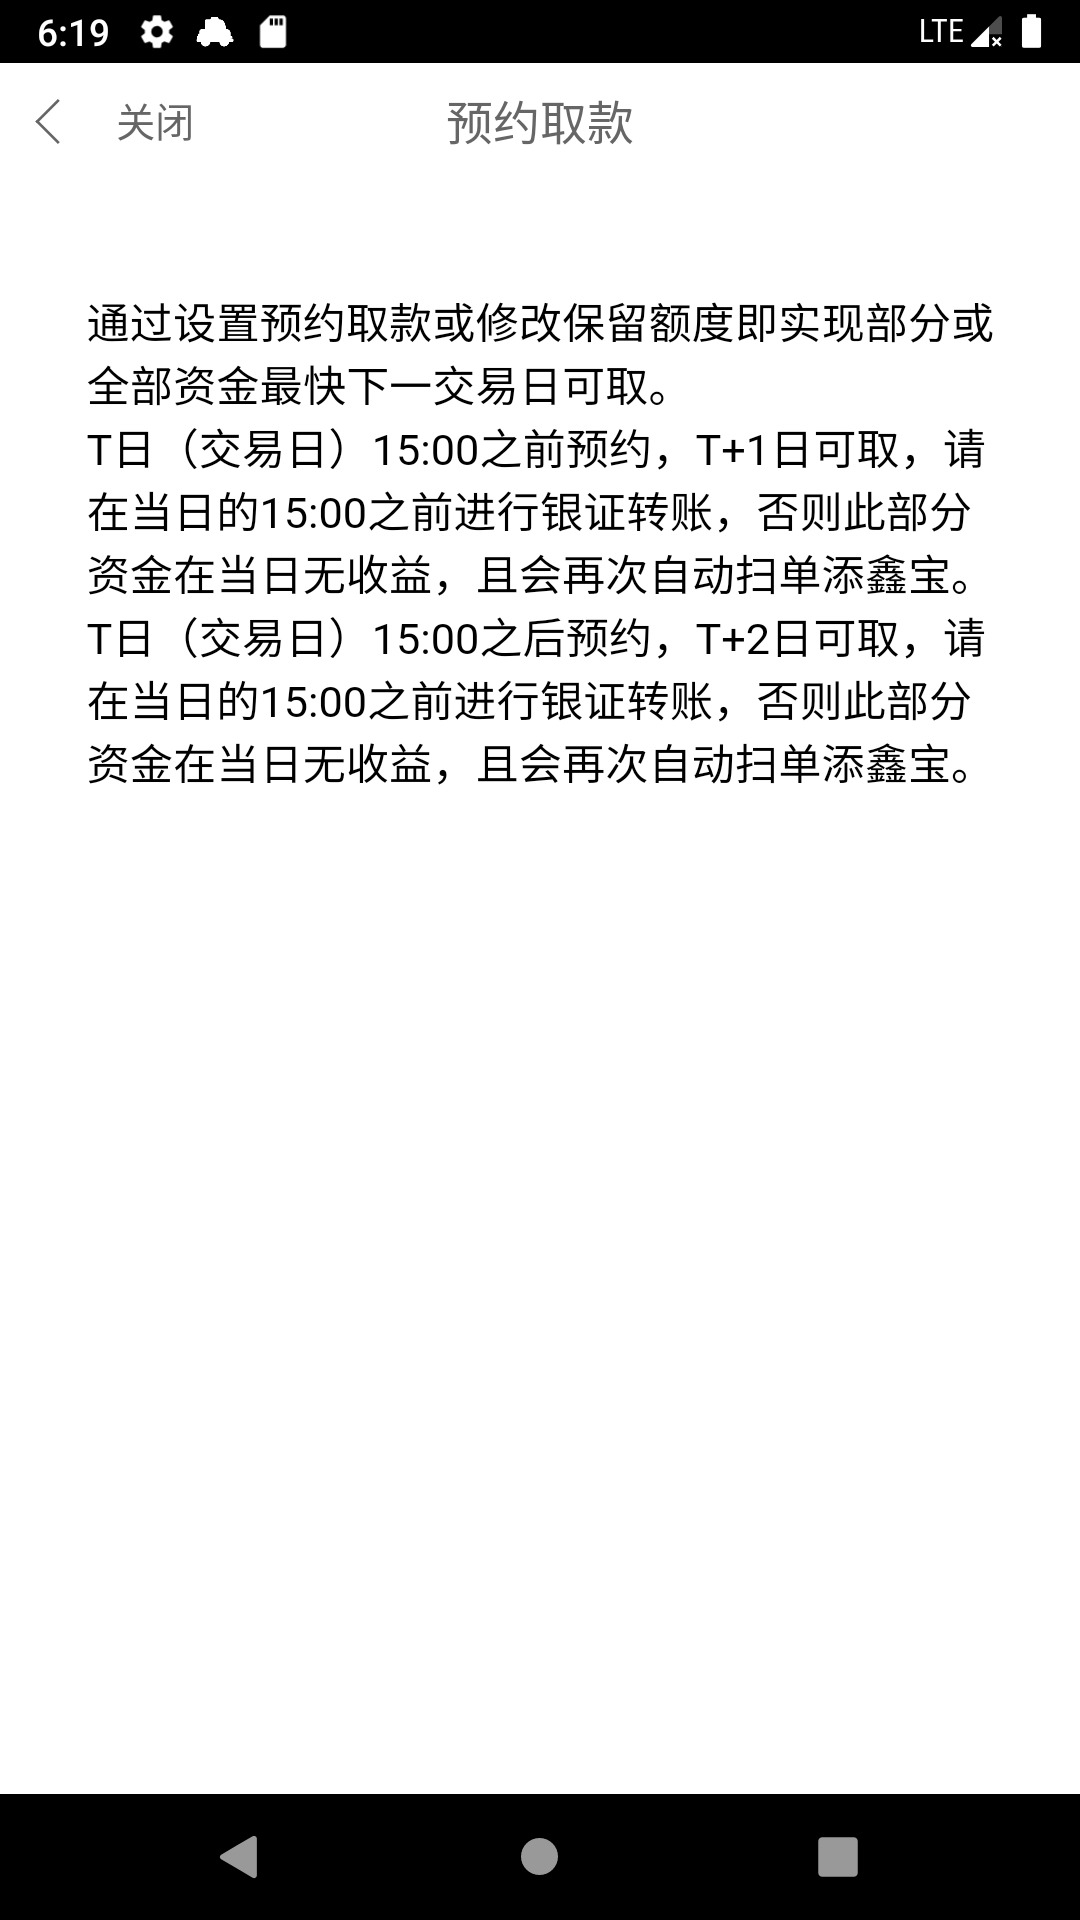 6:19
LTE
关闭
预约取款
通过设置预约取款或修改保留额度即实现部分或
全部资金最快下一交易日可取。
T日（交易日）15:00之前预约，T+1日可取，请
在当日的15:00之前进行银证转账，否则此部分
资金在当日无收益，且会再次自动扫单添鑫宝。
T日（交易日）15:00之后预约，T+2日可取，请
在当日的15:00之前进行银证转账，否则此部分
资金在当日无收益，且会再次自动扫单添鑫宝。